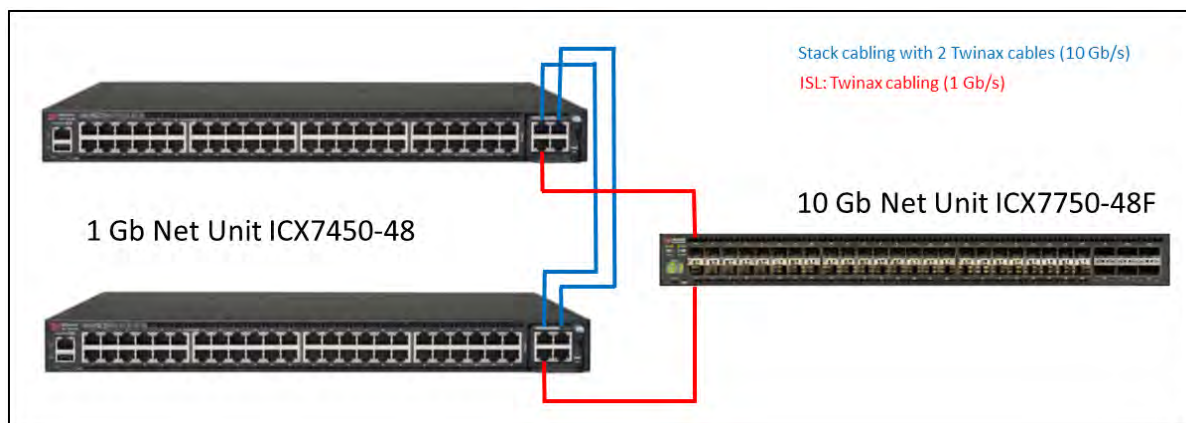 Stack cabling with 2 Twinax cables (10 Gb/s)
ISL: Twinax cabling (1 Gb/s)
1 Gb Net Unit ICX7450-48
10 Gb Net Unit ICX7750-48F